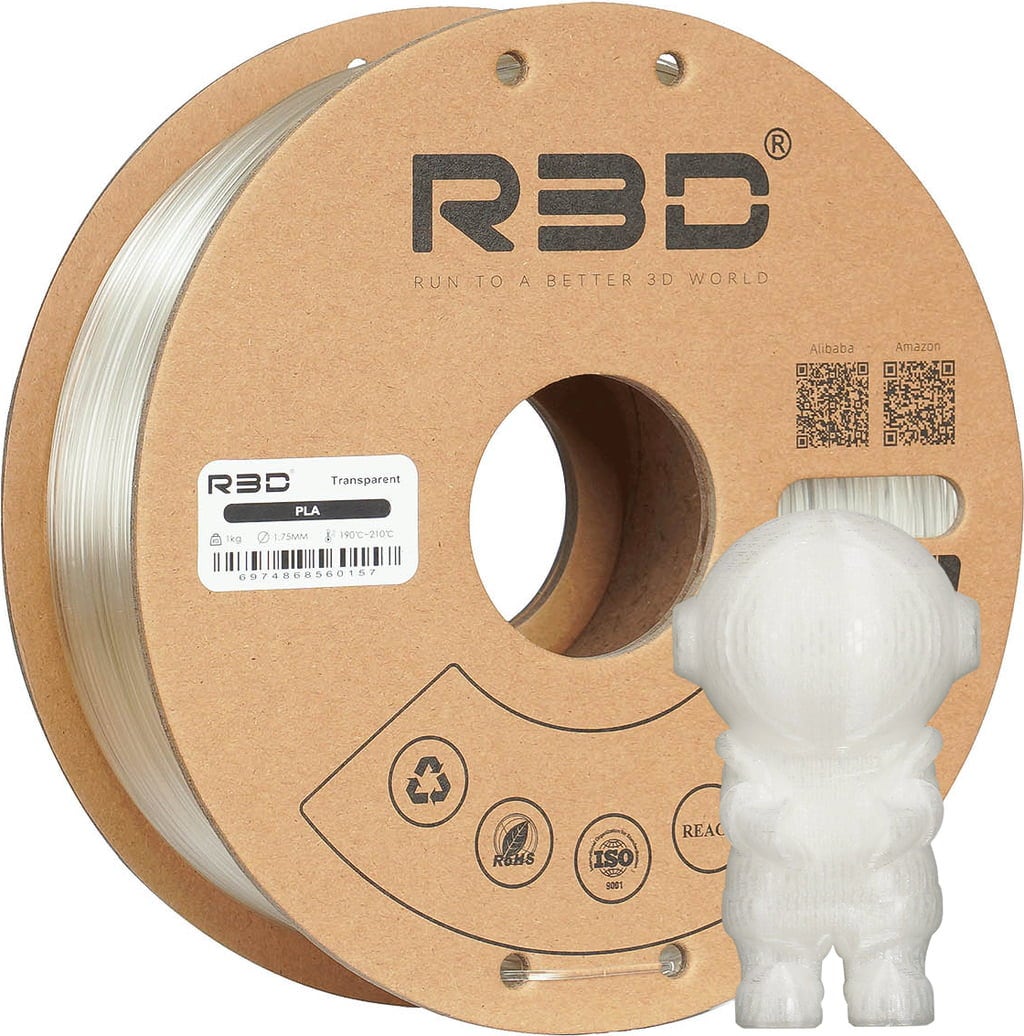 R3D®
RUN TO A BETTER 3D WORLD
Alibaba - Amazon
R3D Transparent
PLA
1kg 1.75MM 190℃-210℃
6974868560157
RoHS
ISO
9001
REAC